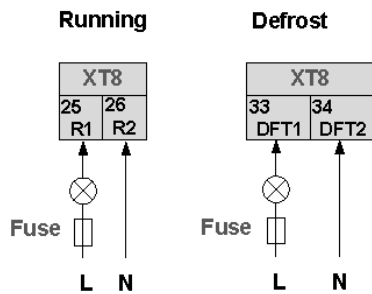 Running Defrost
XT8 XT8
25 26 33 34
R1 R2 DFT1 DFT2
Fuse Fuse
L N L N